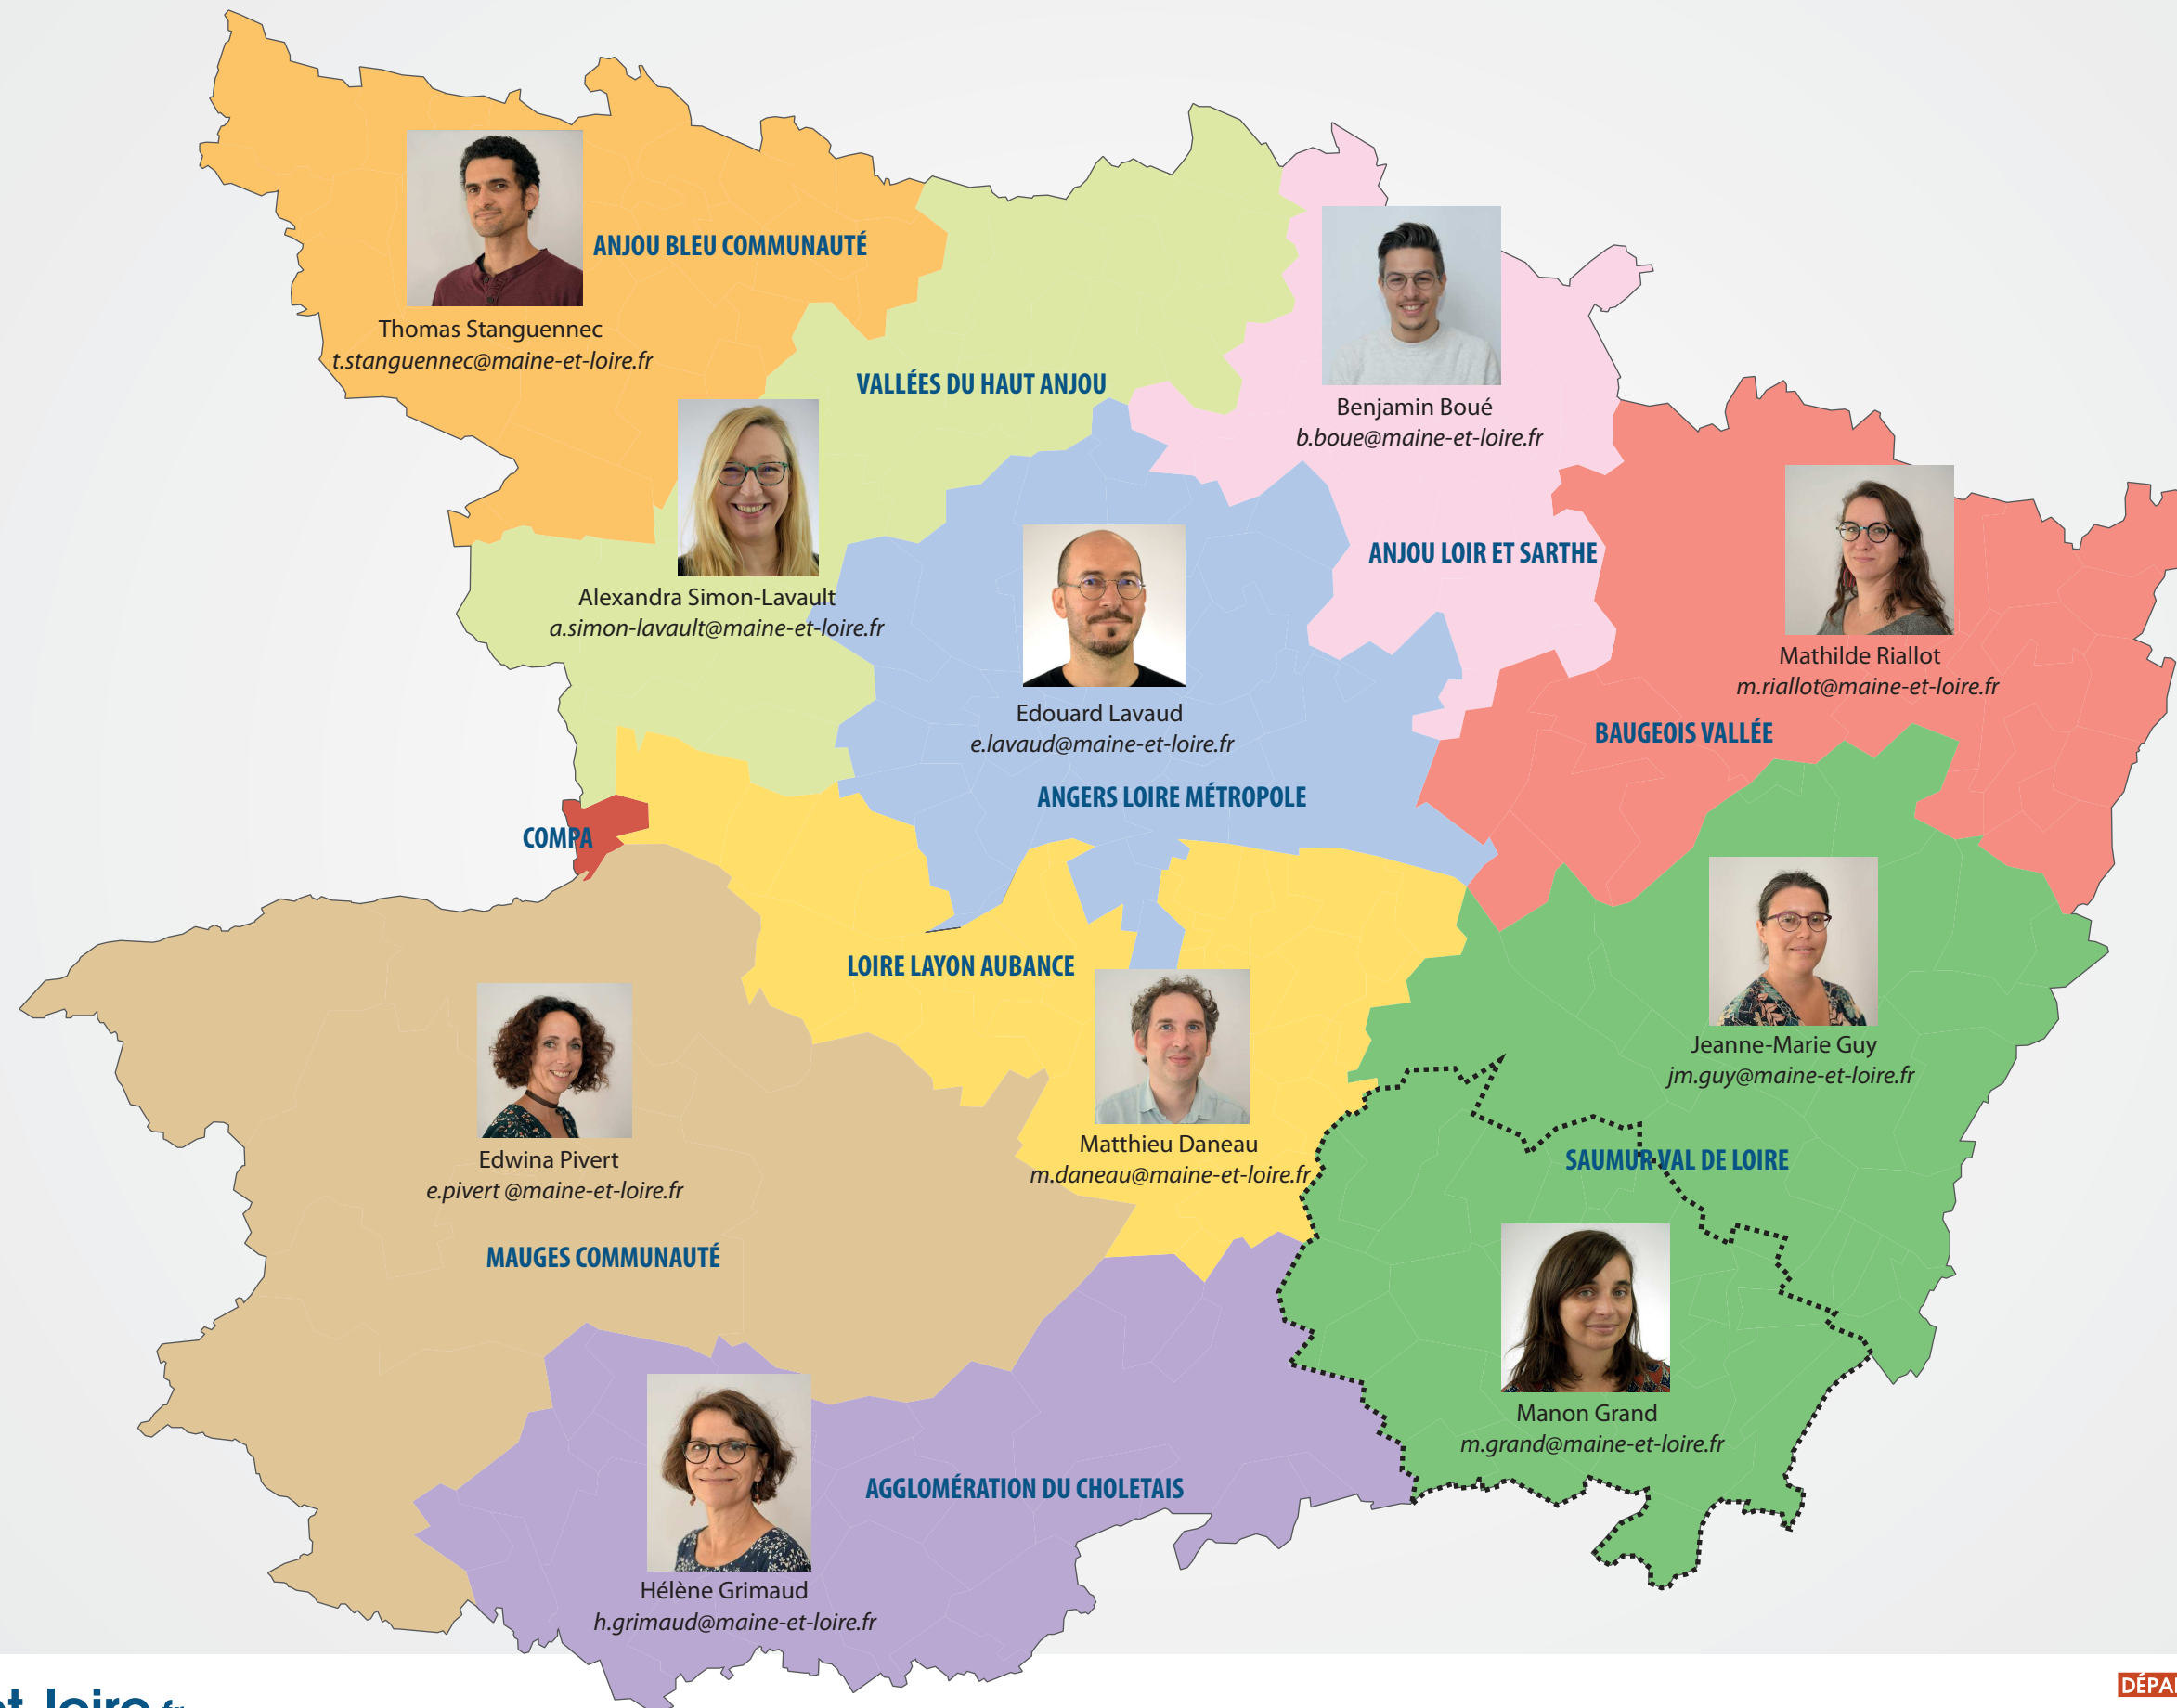 ANJOU BLEU COMMUNAUTÉ
Thomas Stanguennec
t.stanguennec@maine-et-loire.fr
VALLÉES DU HAUT ANJOU
Benjamin Boué
b.boue@maine-et-loire.fr
ANJOU LOIR ET SARTHE
Alexandra Simon-Lavault
a.simon-lavault@maine-et-loire.fr
Mathilde Riallot
m.riallot@maine-et-loire.fr
Edouard Lavaud
e.lavaud@maine-et-loire.fr
BAUGEOIS VALLÉE
ANGERS LOIRE MÉTROPOLE
COMPA
LOIRE LAYON AUBANCE
Jeanne-Marie Guy
jm.guy@maine-et-loire.fr
Matthieu Daneau
m.daneau@maine-et-loire.fr
Edwina Pivert
e.pivert @maine-et-loire.fr
SAUMUR VAL DE LOIRE
MAUGES COMMUNAUTÉ
Manon Grand
m.grand@maine-et-loire.fr
AGGLOMÉRATION DU CHOLETAIS
Hélène Grimaud
h.grimaud@maine-et-loire.fr